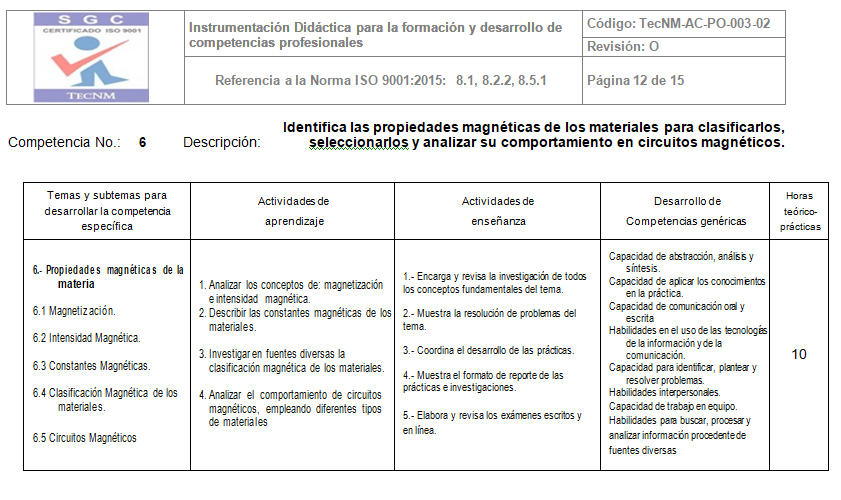 S G C
CERTIFICADO ISO 9001
TECNM
Instrumentación Didáctica para la formación y desarrollo de
competencias profesionales
Código: TecNM-AC-PO-003-02
Revisión: O
Referencia a la Norma ISO 9001:2015: 8.1, 8.2.2, 8.5.1
Página 12 de 15
Competencia No.: 6 Descripción: Identifica las propiedades magnéticas de los materiales para clasificarlos,
seleccionarlos y analizar su comportamiento en circuitos magnéticos.
Temas y subtemas para
desarrollar la competencia
específica
Actividades de
aprendizaje
Actividades de
enseñanza
Desarrollo de
Competencias genéricas
Horas
teórico-
prácticas
6.- Propiedades magnéticas de la
materia
6.1 Magnetización.
6.2 Intensidad Magnética.
6.3 Constantes Magnéticas.
6.4 Clasificación Magnética de los
materiales.
6.5 Circuitos Magnéticos
1. Analizar los conceptos de: magnetización
e intensidad magnética.
2. Describir las constantes magnéticas de los
materiales.
3. Investigar en fuentes diversas la
clasificación magnética de los materiales.
4. Analizar el comportamiento de circuitos
magnéticos, empleando diferentes tipos
de materiales
1.- Encarga y revisa la investigación de todos
los conceptos fundamentales del tema.
2.- Muestra la resolución de problemas del
tema.
3.- Coordina el desarrollo de las prácticas.
4.- Muestra el formato de reporte de las
prácticas e investigaciones.
5.- Elabora y revisa los exámenes escritos y
en línea.
Capacidad de abstracción, análisis y
síntesis.
Capacidad de aplicar los conocimientos
en la práctica.
Capacidad de comunicación oral y
escrita
Habilidades en el uso de las tecnologías
de la información y de la
comunicación.
Capacidad para identificar, plantear y
resolver problemas.
Habilidades interpersonales.
Capacidad de trabajo en equipo.
Habilidades para buscar, procesar y
analizar información procedente de
fuentes diversas
10